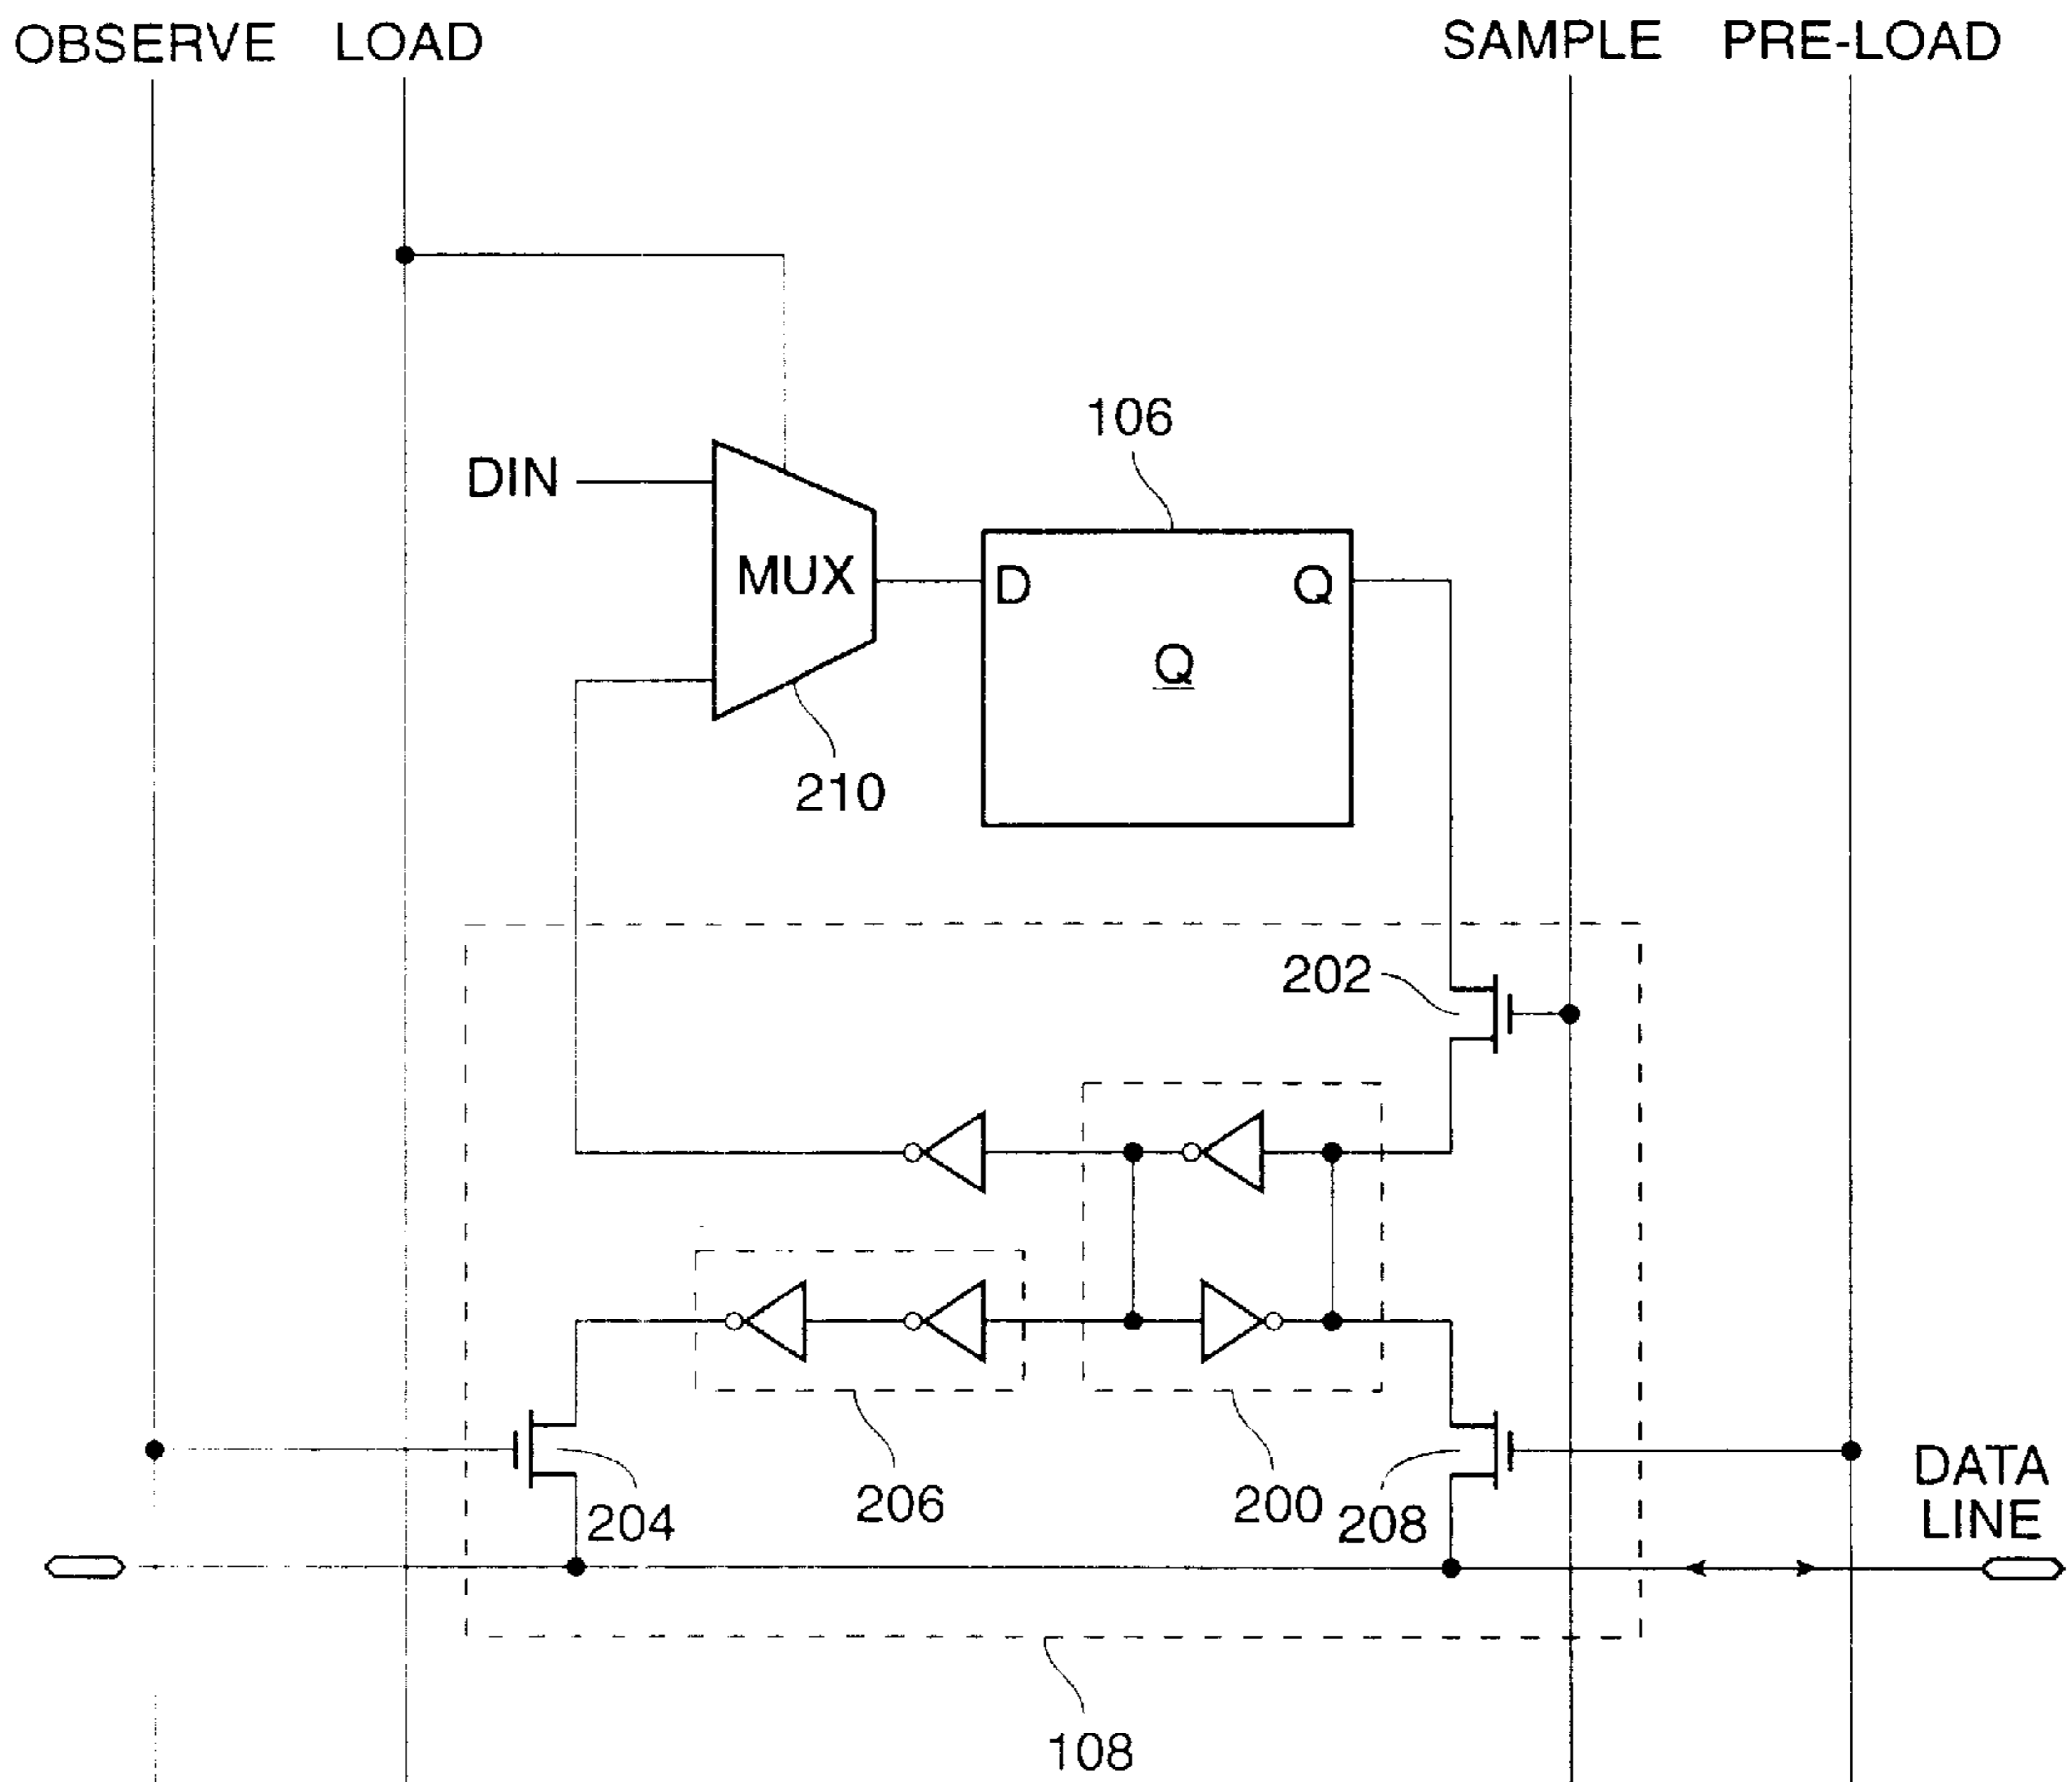 OBSERVE LOAD SAMPLE PRE-LOAD
106
DIN
MUX
D Q
Q
210
202
206 200
204 208
DATA
LINE
108